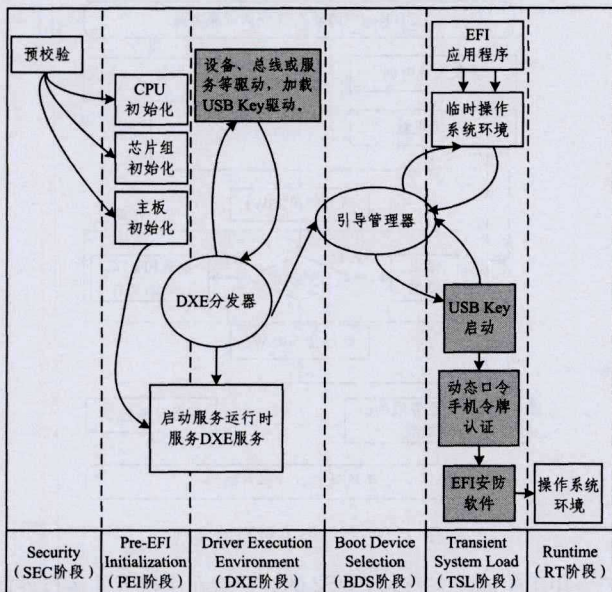 预校验
CPU
初始化
芯片组
初始化
主板
初始化
设备、总线或服
务等驱动，加载
USB Key驱动。
DXE分发器
启动服务运行时
服务DXE服务
引导管理器
EFI
应用程序
临时操作
系统环境
USB Key
启动
动态口令
手机令牌
认证
EFI安防
软件
操作系统
环境
Security
（SEC阶段）
Pre-EFI
Initialization
（PEI阶段）
Driver Execution
Environment
（DXE阶段）
Boot Device
Selection
（BDS阶段）
Transient
System Load
（TSL阶段）
Runtime
（RT阶段）